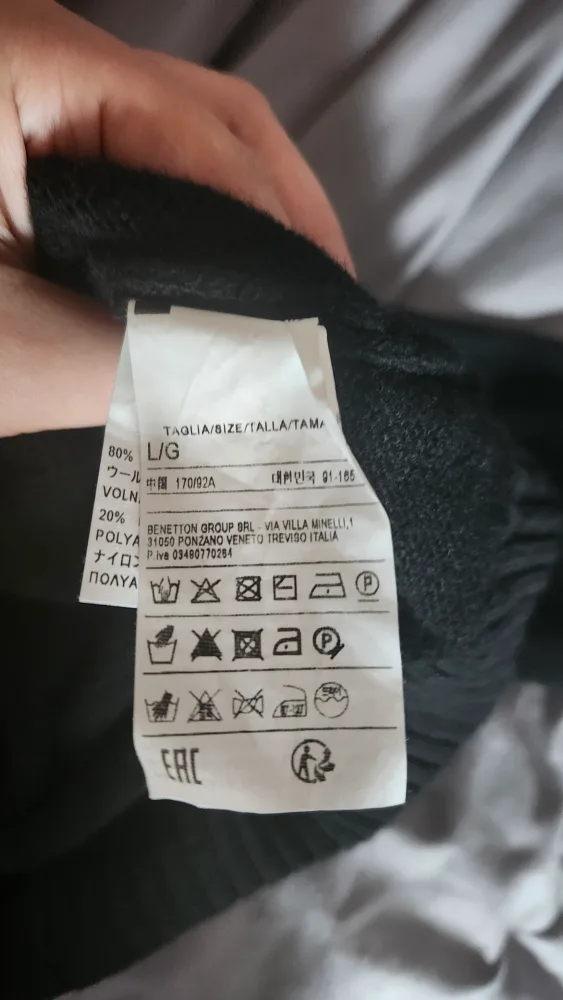 TAGLIA/SIZE/TALLA/TAMA
L/G
中国 170/92A 대한민국 91-165
BENETTON GROUP SRL - VIA VILLA MINELLI,1
31050 PONZANO VENETO TREVISO ITALIA
P.iva 03490770264
P
P
EAC
80%
ウール
VOLN
20%
POLYA
ナイロン
ΠΟΛΥΑ